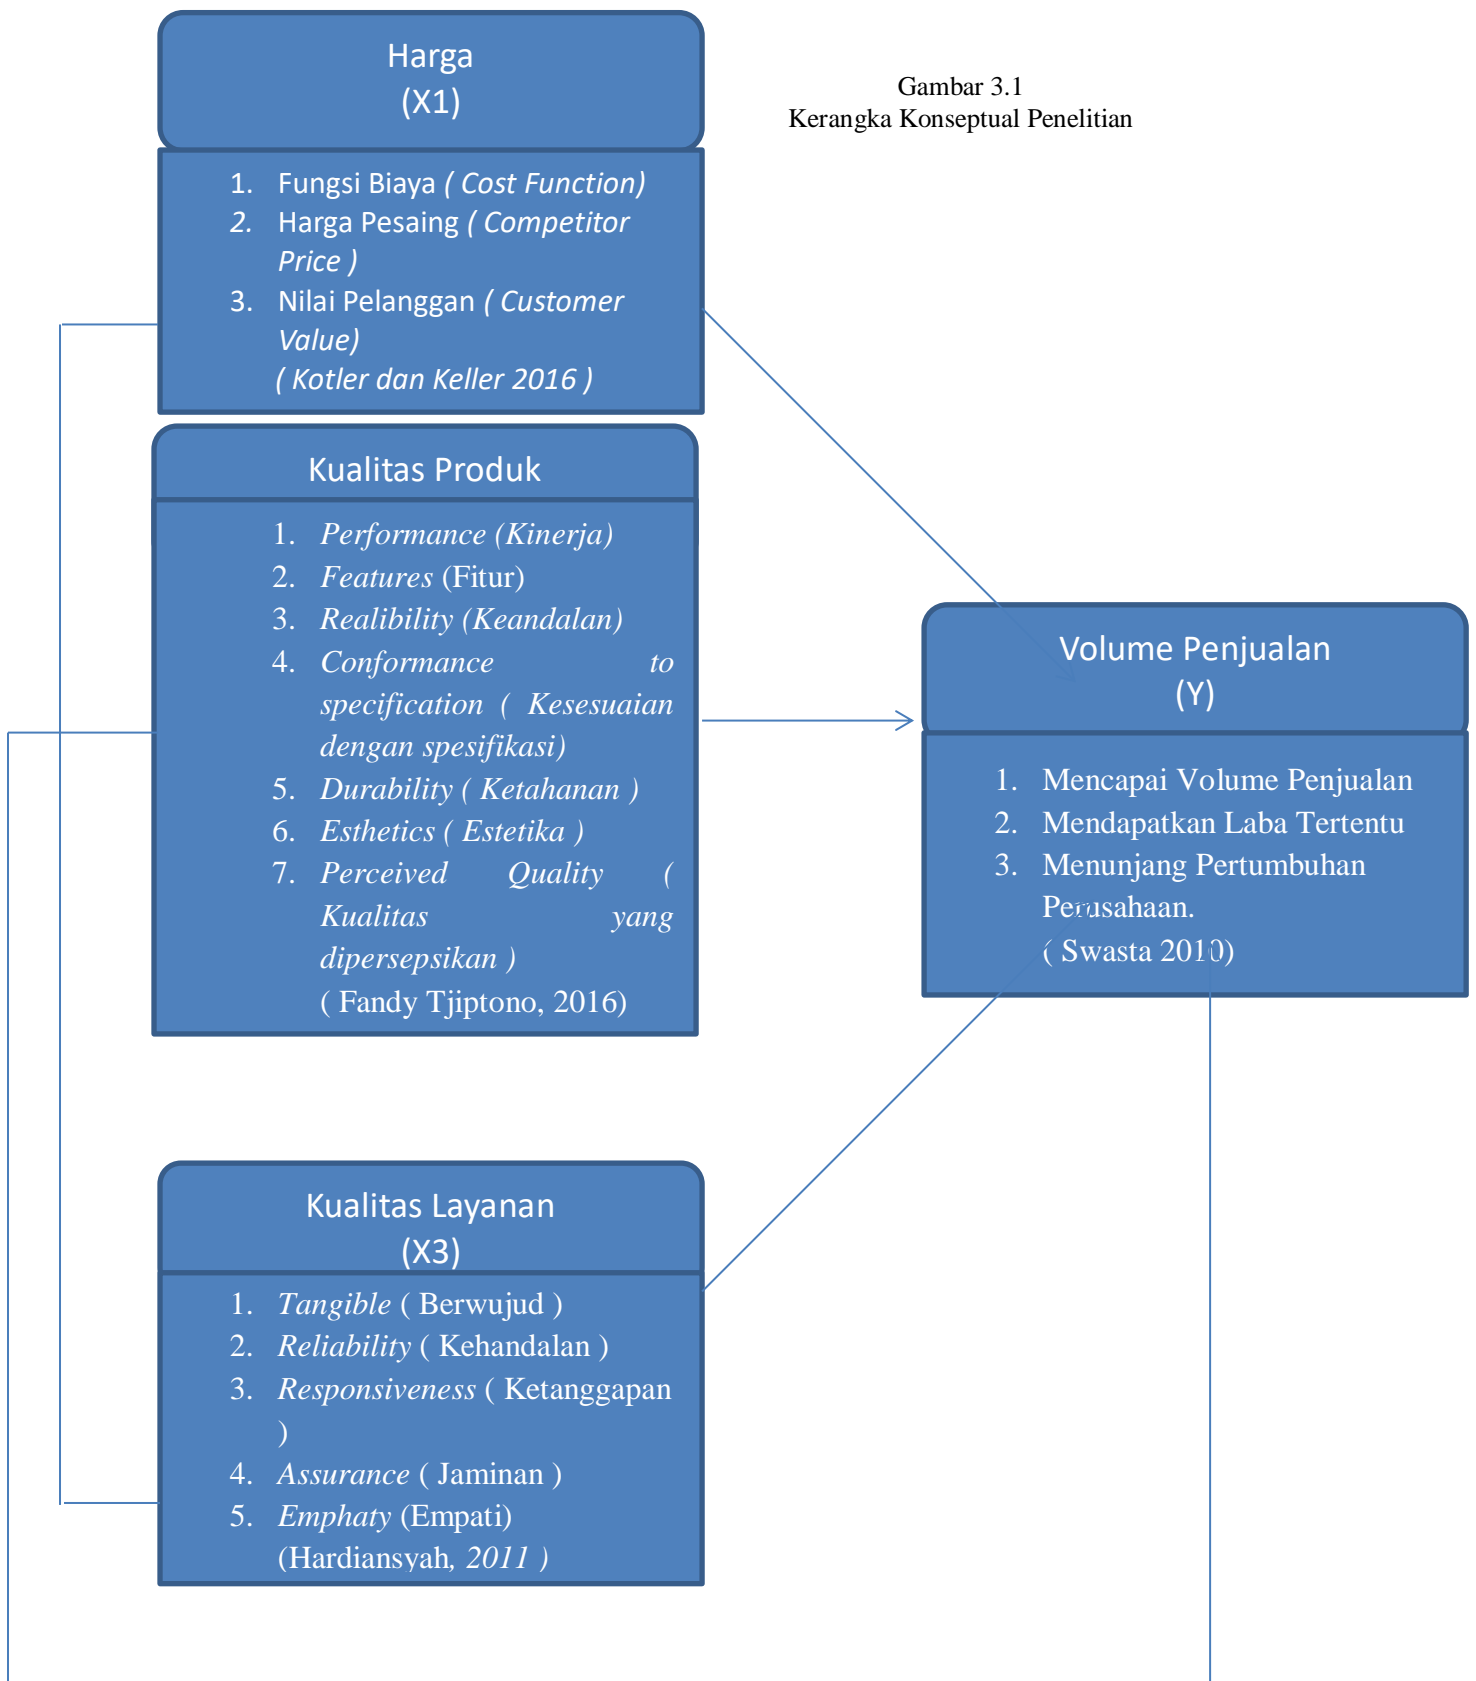 Harga
(X1)
Gambar 3.1
Kerangka Konseptual Penelitian
1. Fungsi Biaya ( Cost Function)
2. Harga Pesaing ( Competitor
Price )
3. Nilai Pelanggan ( Customer
Value)
( Kotler dan Keller 2016 )
Kualitas Produk
1. Performance (Kinerja)
2. Features (Fitur)
3. Realibility (Keandalan)
4. Conformance to
specification ( Kesesuaian
dengan spesifikasi)
5. Durability ( Ketahanan )
6. Esthetics ( Estetika )
7. Perceived Quality (
Kualitas yang
dipersepsikan )
( Fandy Tjiptono, 2016)
Volume Penjualan
(Y)
1. Mencapai Volume Penjualan
2. Mendapatkan Laba Tertentu
3. Menunjang Pertumbuhan
Perusahaan.
( Swasta 2010)
Kualitas Layanan
(X3)
1. Tangible ( Berwujud )
2. Reliability ( Kehandalan )
3. Responsiveness ( Ketanggapan
)
4. Assurance ( Jaminan )
5. Emphaty (Empati)
(Hardiansyah, 2011 )